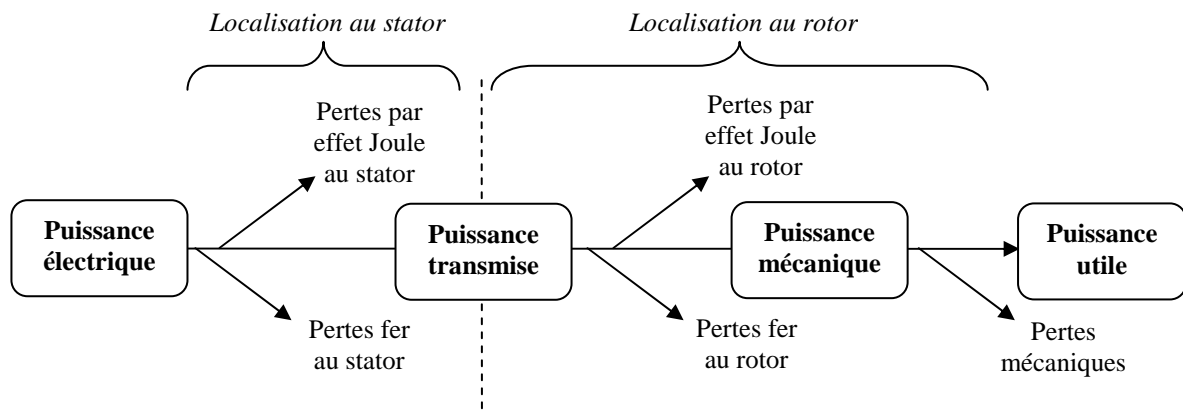 Localisation au stator
Localisation au rotor
Pertes par
effet Joule
au stator
Pertes par
effet Joule
au rotor
Puissance
électrique
Puissance
transmise
Puissance
mécanique
Puissance
utile
Pertes fer
au stator
Pertes fer
au rotor
Pertes
mécaniques